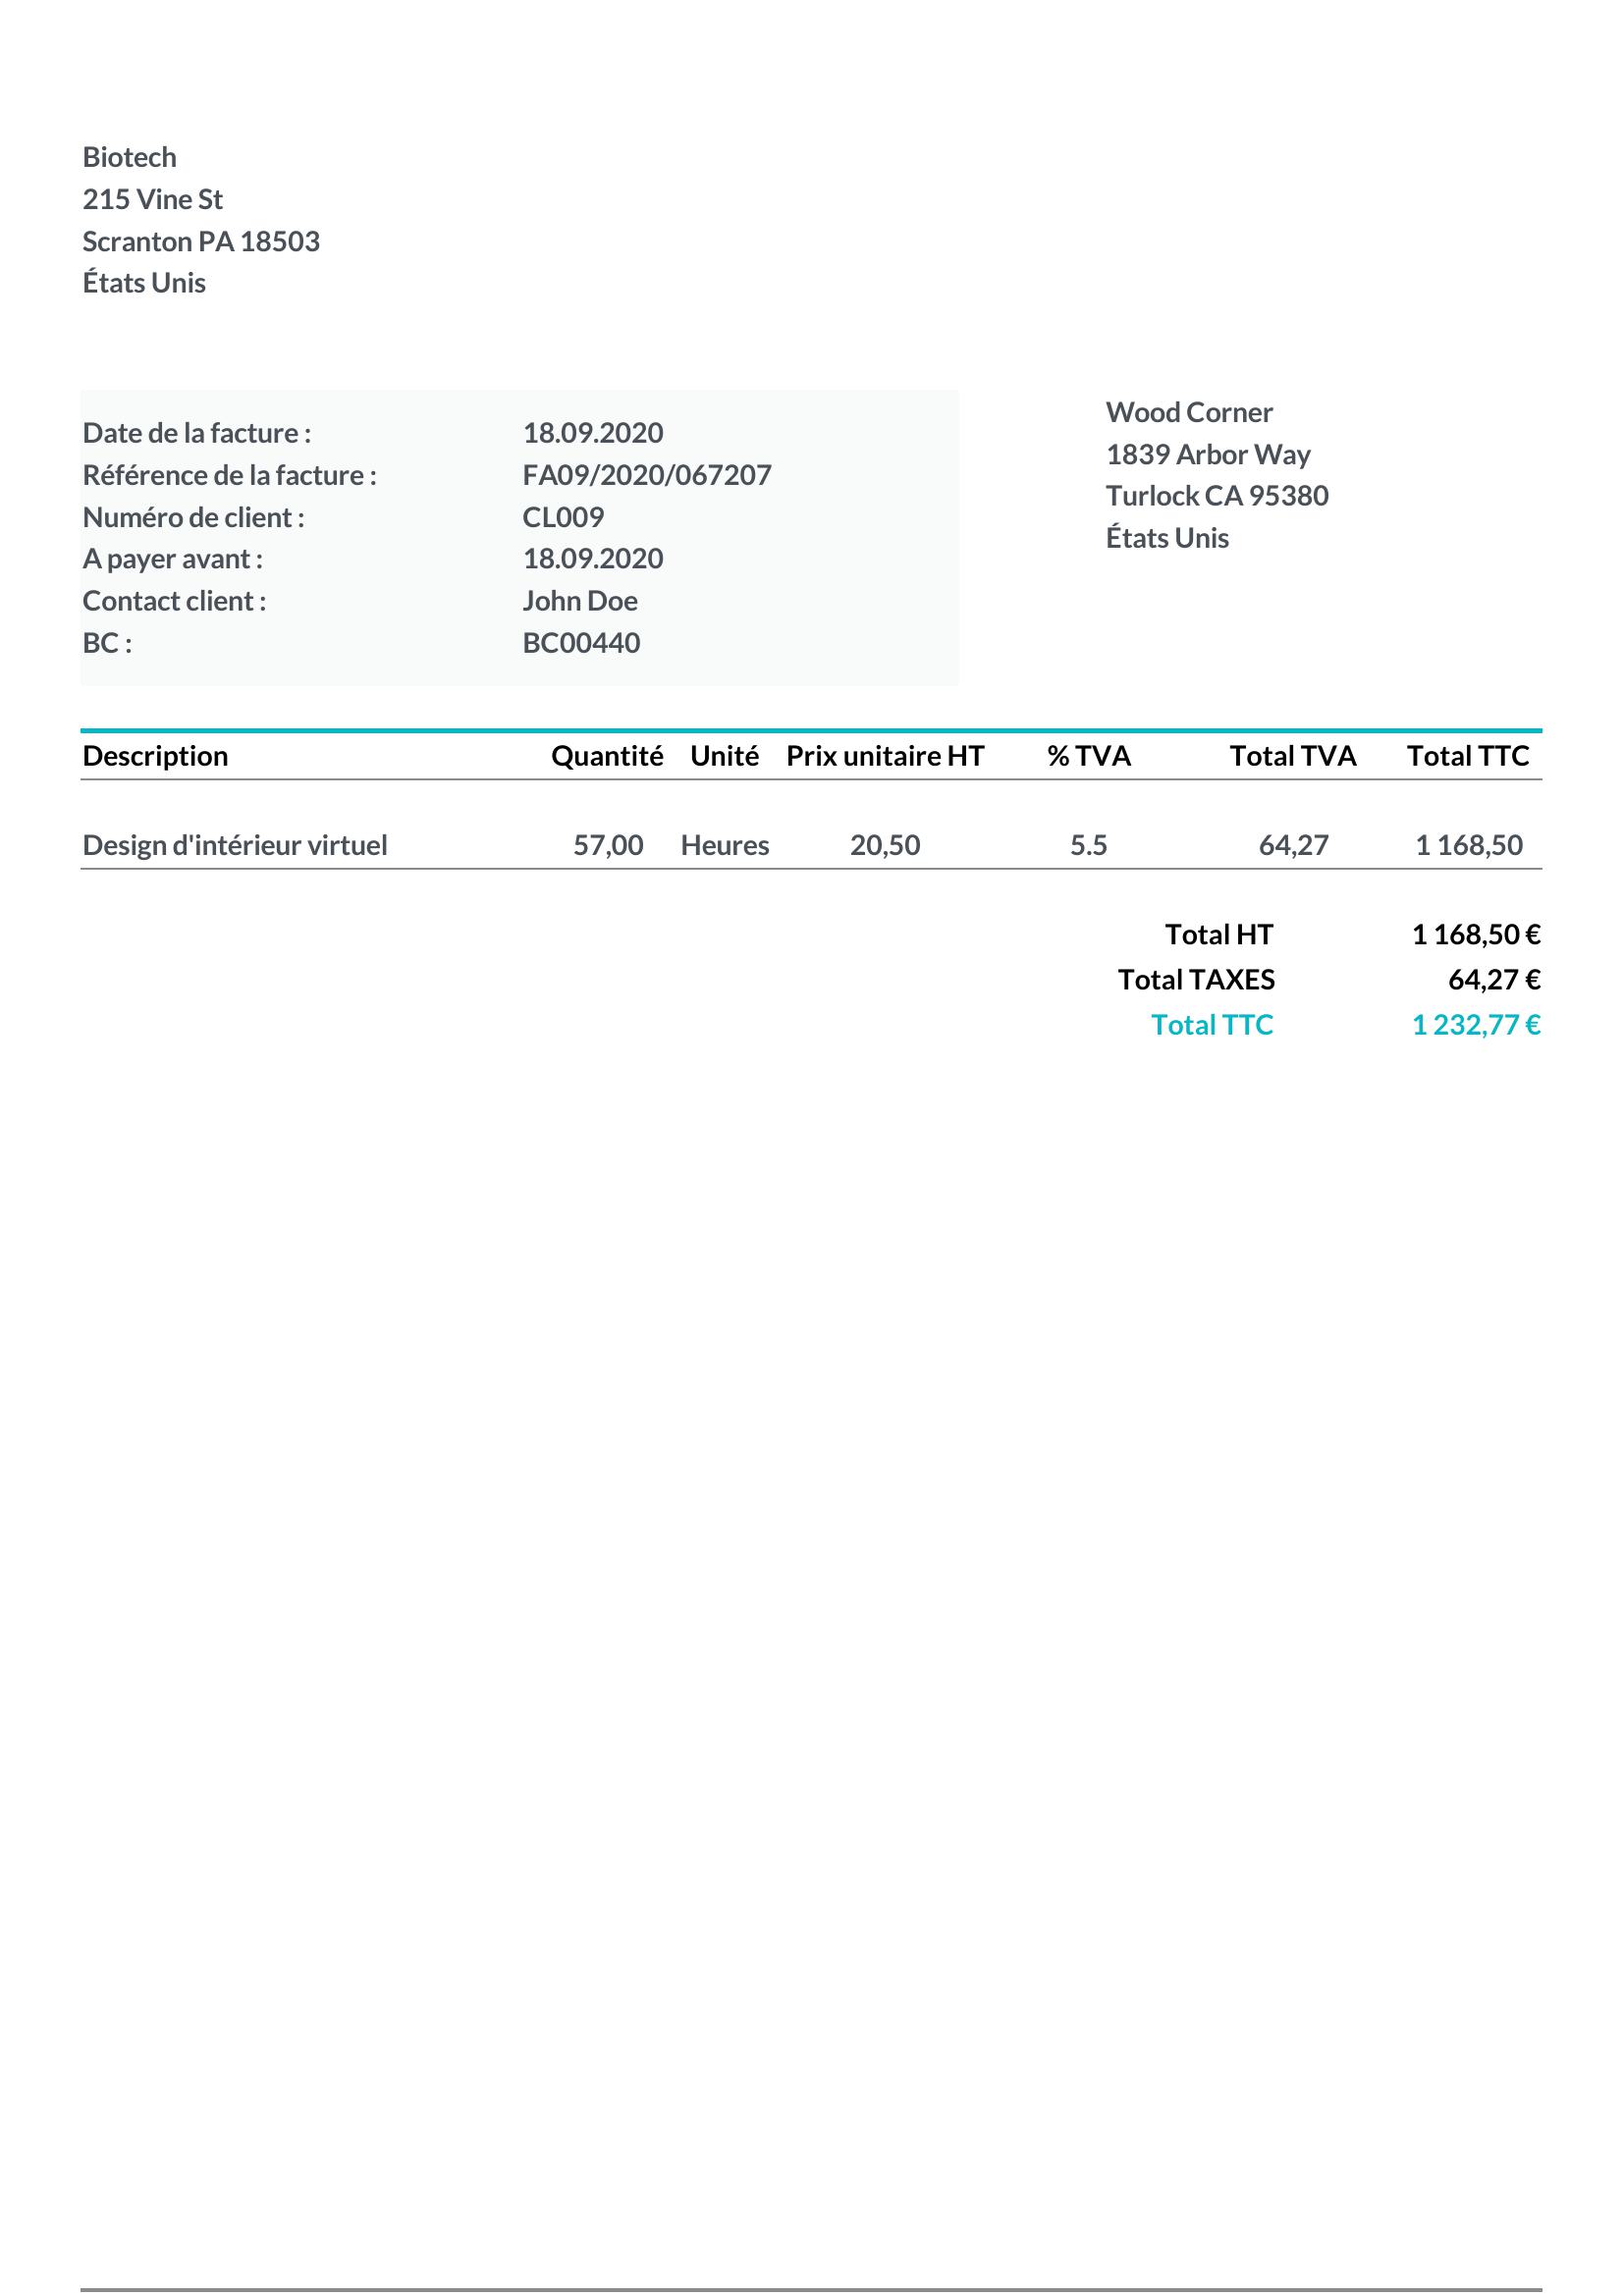 Biotech
215 Vine St
Scranton PA 18503
États Unis
Date de la facture : 18.09.2020
Référence de la facture : FA09/2020/067207
Numéro de client : CL009
A payer avant : 18.09.2020
Contact client : John Doe
BC : BC00440
Wood Corner
1839 Arbor Way
Turlock CA 95380
États Unis
Description Quantité Unité Prix unitaire HT % TVA Total TVA Total TTC
Design d'intérieur virtuel 57,00 Heures 20,50 5.5 64,27 1 168,50
Total HT 1 168,50 €
Total TAXES 64,27 €
Total TTC 1 232,77 €